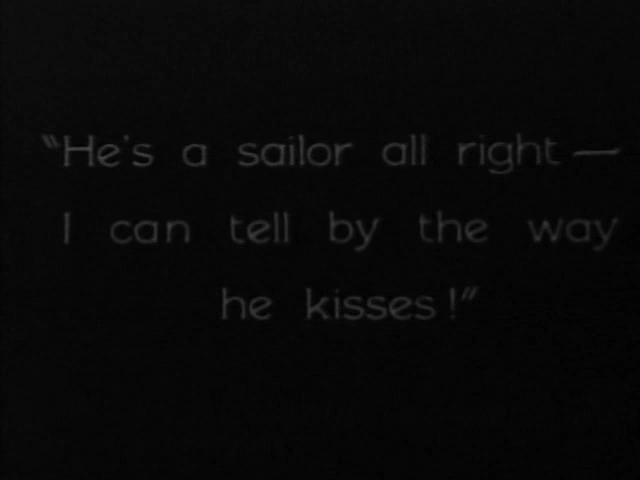 "He's a sailor all right —
I can tell by the way
he kisses!"